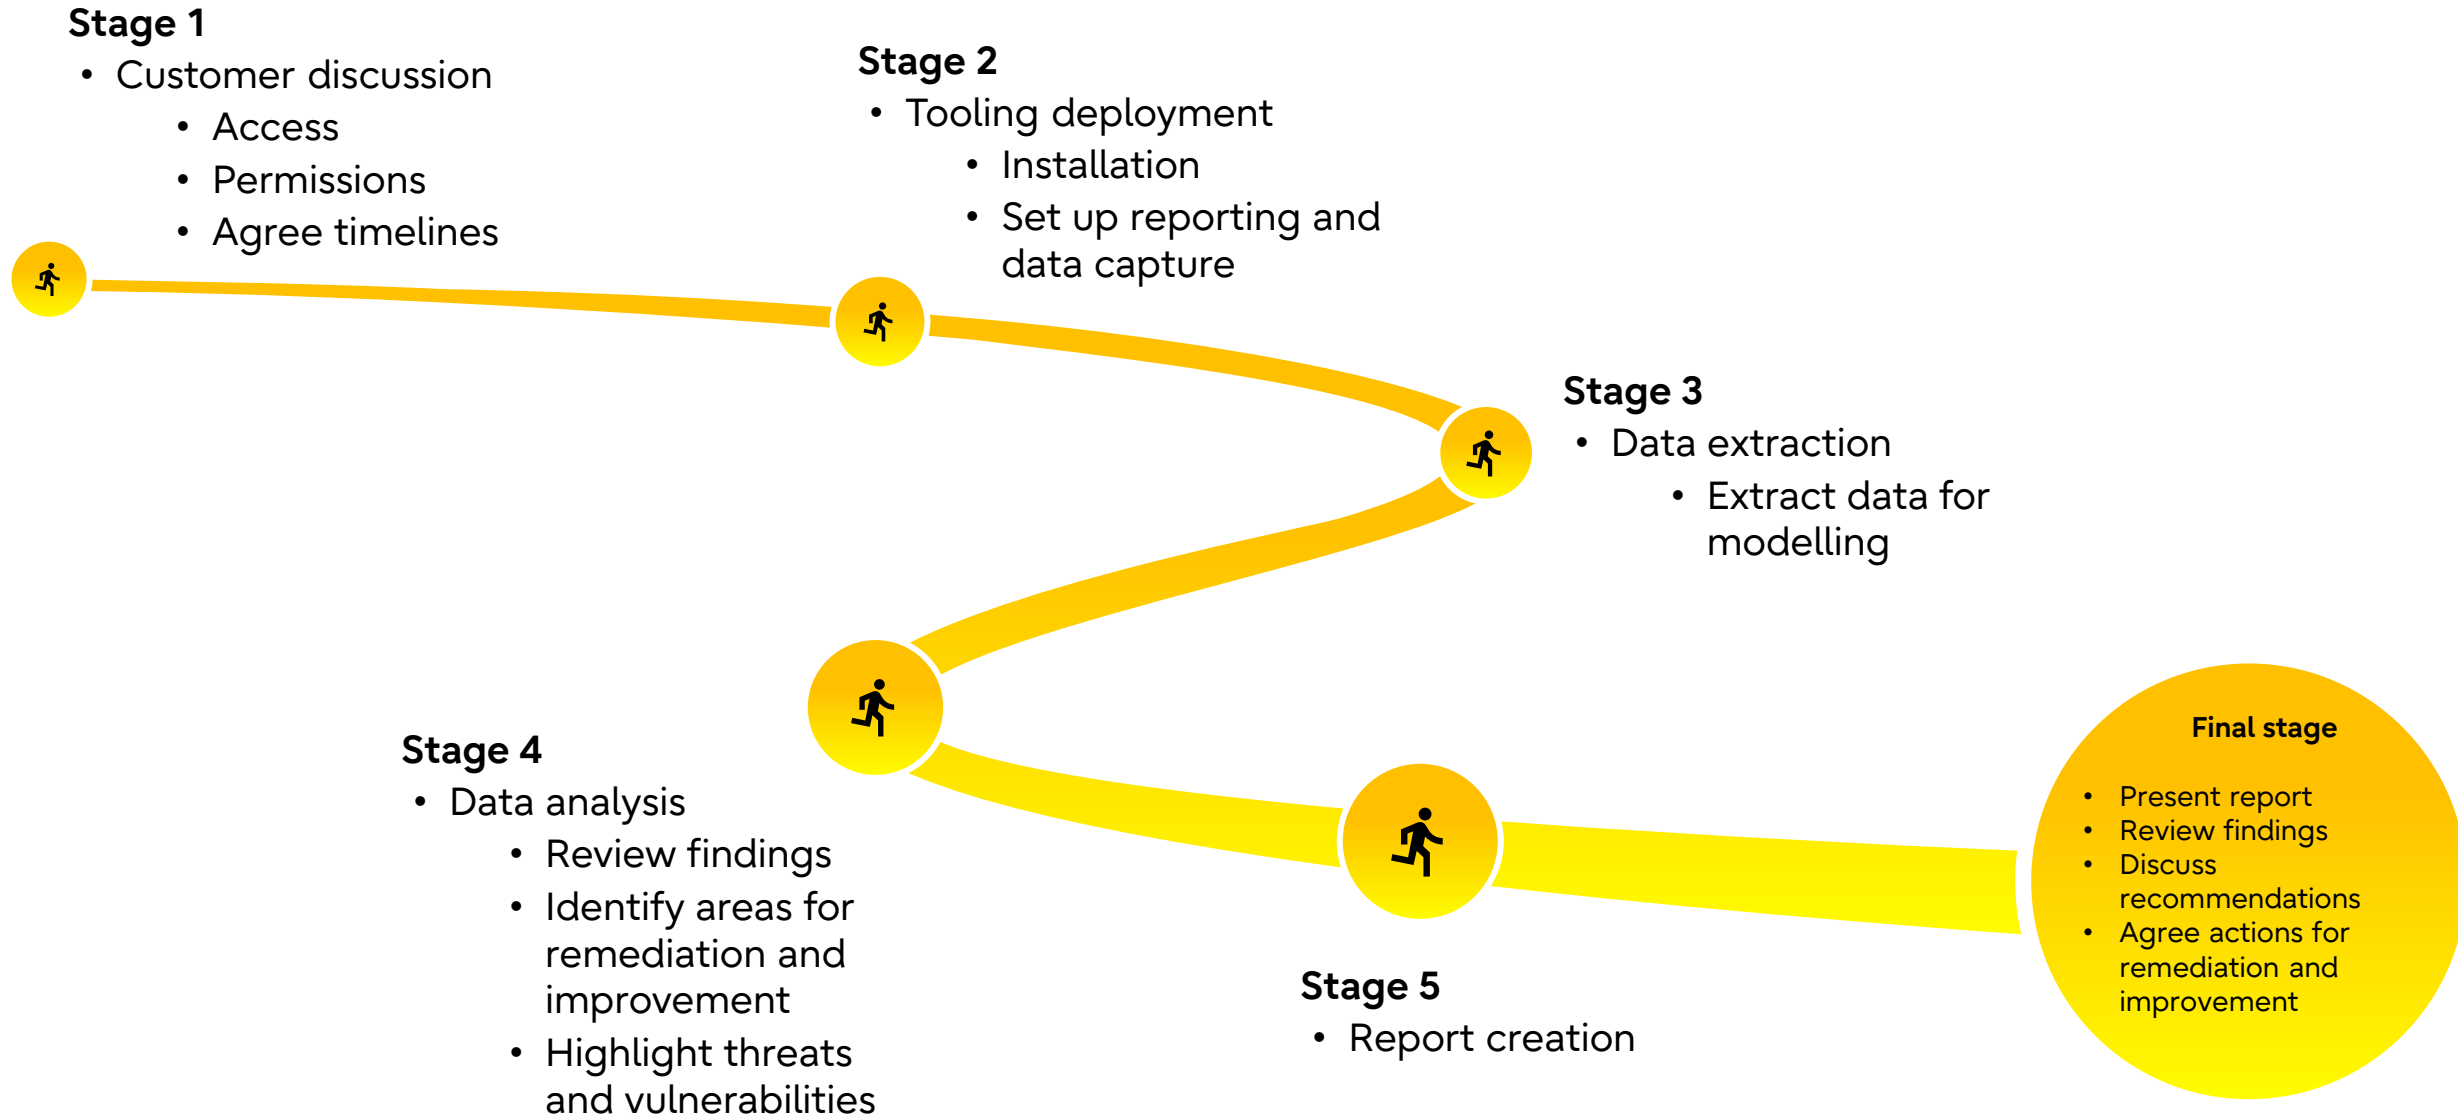 Stage 1
• Customer discussion
• Access
• Permissions
• Agree timelines
Stage 2
• Tooling deployment
• Installation
• Set up reporting and
data capture
Stage 3
• Data extraction
• Extract data for
modelling
Stage 4
• Data analysis
• Review findings
• Identify areas for
remediation and
improvement
• Highlight threats
and vulnerabilities
Stage 5
• Report creation
Final stage
• Present report
• Review findings
• Discuss
recommendations
• Agree actions for
remediation and
improvement